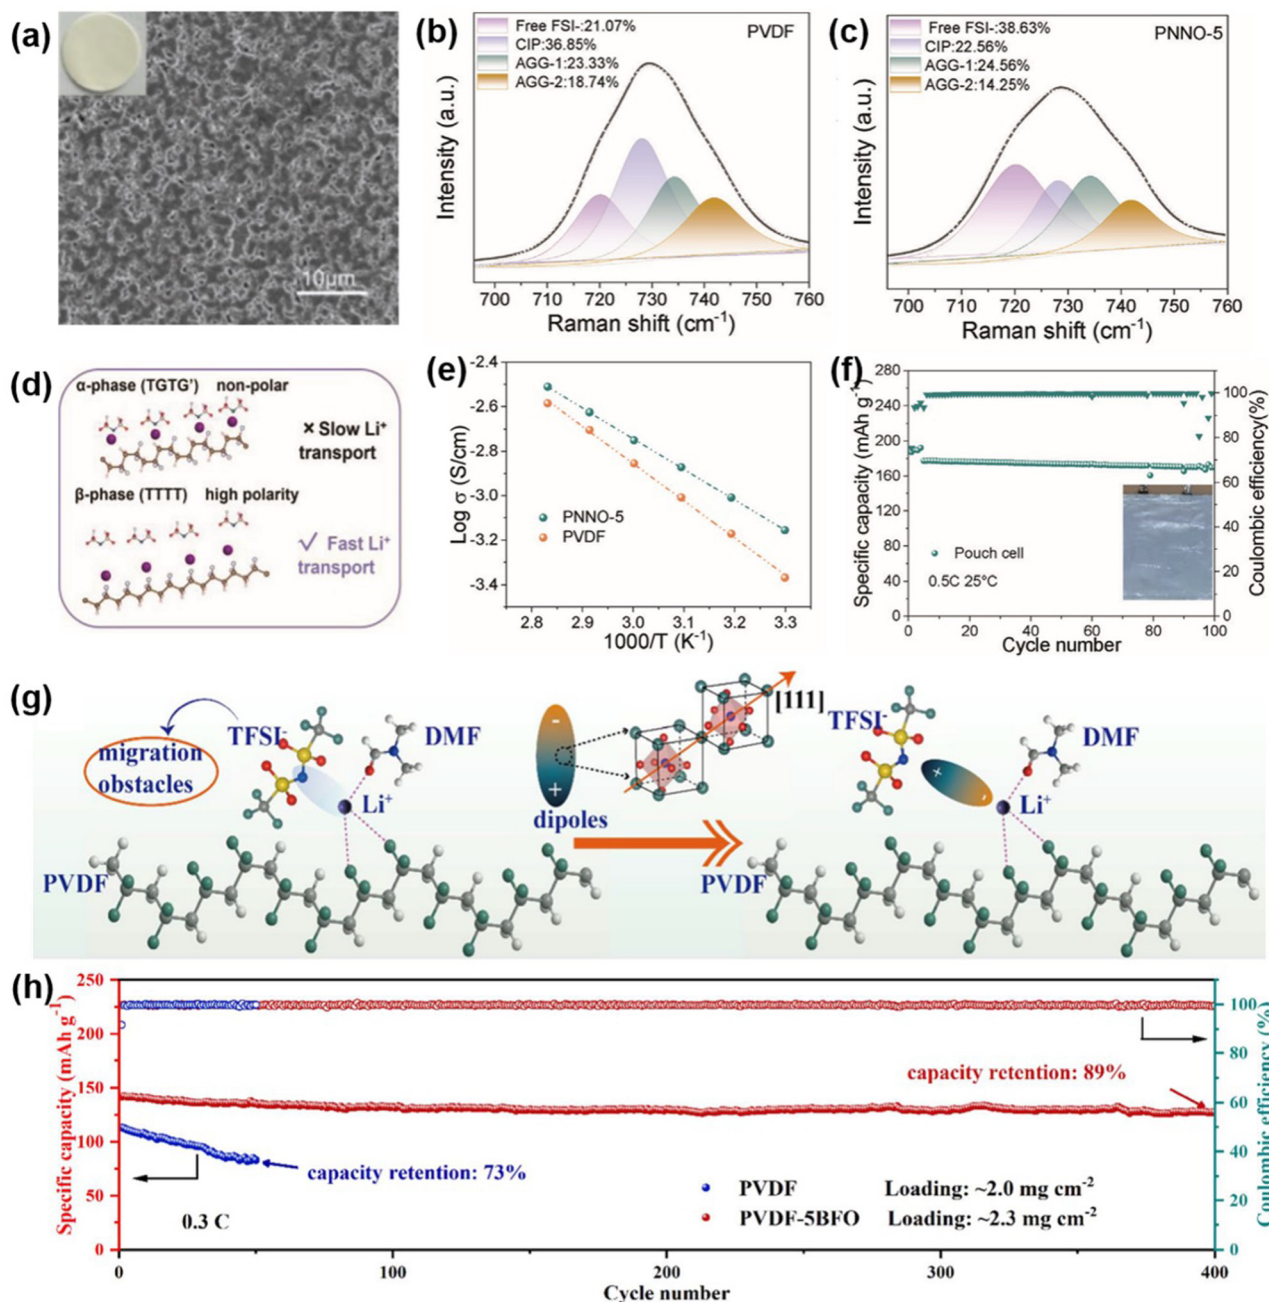 (a)
10μm
(b)
Free FSI-:21.07%
CIP:36.85%
AGG-1:23.33%
AGG-2:18.74%
PVDF
Intensity (a.u.)
700 710 720 730 740 750 760
Raman shift (cm⁻¹)
(c)
Free FSI-:38.63%
CIP:22.56%
AGG-1:24.56%
AGG-2:14.25%
PNNO-5
Intensity (a.u.)
700 710 720 730 740 750 760
Raman shift (cm⁻¹)
(d)
α-phase (TGTG') non-polar
× Slow Li⁺
transport
β-phase (TTTT) high polarity
✓ Fast Li⁺
transport
(e)
Log σ (S/cm)
-2.4
-2.6
-2.8
-3.0
-3.2
-3.4
PNNO-5
PVDF
2.8 2.9 3.0 3.1 3.2 3.3
1000/T (K⁻¹)
(f)
Specific capacity (mAh g⁻¹)
280
240
200
160
120
80
40
0
Pouch cell
0.5C 25°C
100
80
60
40
20
0
Coulombic efficiency(%)
0 20 40 60 80 100
Cycle number
(g)
migration
obstacles
TFSI⁻
DMF
Li⁺
PVDF
-
+
dipoles
[111]
TFSI⁻
DMF
+
-
Li⁺
PVDF
(h)
Specific capacity (mAh g⁻¹)
250
200
150
100
50
0
capacity retention: 89%
capacity retention: 73%
0.3 C
PVDF Loading: ~2.0 mg cm⁻²
PVDF-5BFO Loading: ~2.3 mg cm⁻²
100
80
60
40
20
0
Coulombic efficiency (%)
0 100 200 300 400
Cycle number